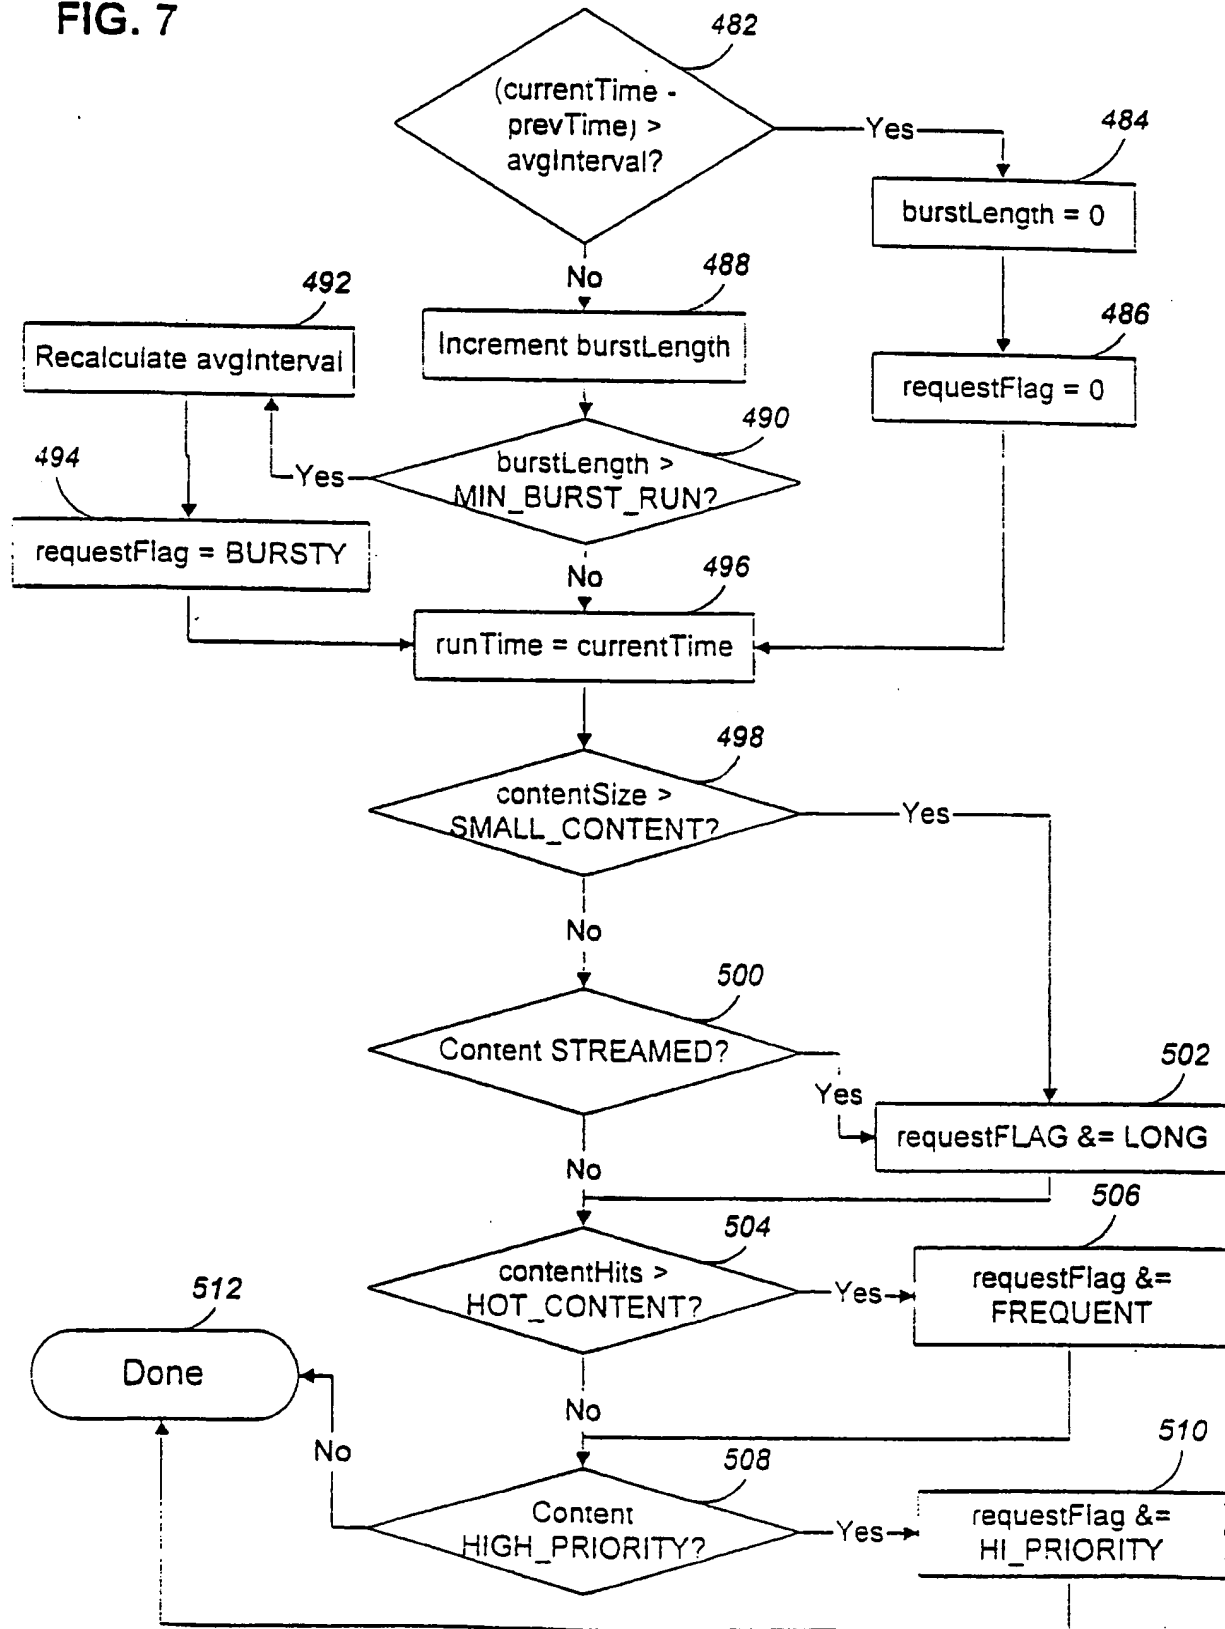 FIG. 7
482
(currentTime -
prevTime) >
avgInterval?
Yes
484
burstLength = 0
No
488
486
492
Increment burstLength
requestFlag = 0
Recalculate avgInterval
490
burstLength >
MIN_BURST_RUN?
Yes
494
requestFlag = BURSTY
No
496
runTime = currentTime
498
contentSize >
SMALL_CONTENT?
Yes
No
500
Content STREAMED?
Yes
502
requestFLAG &= LONG
No
504
506
contentHits >
HOT_CONTENT?
Yes
requestFlag &=
FREQUENT
512
Done
No
No
508
510
Content
HIGH_PRIORITY?
Yes
requestFlag &=
HI_PRIORITY